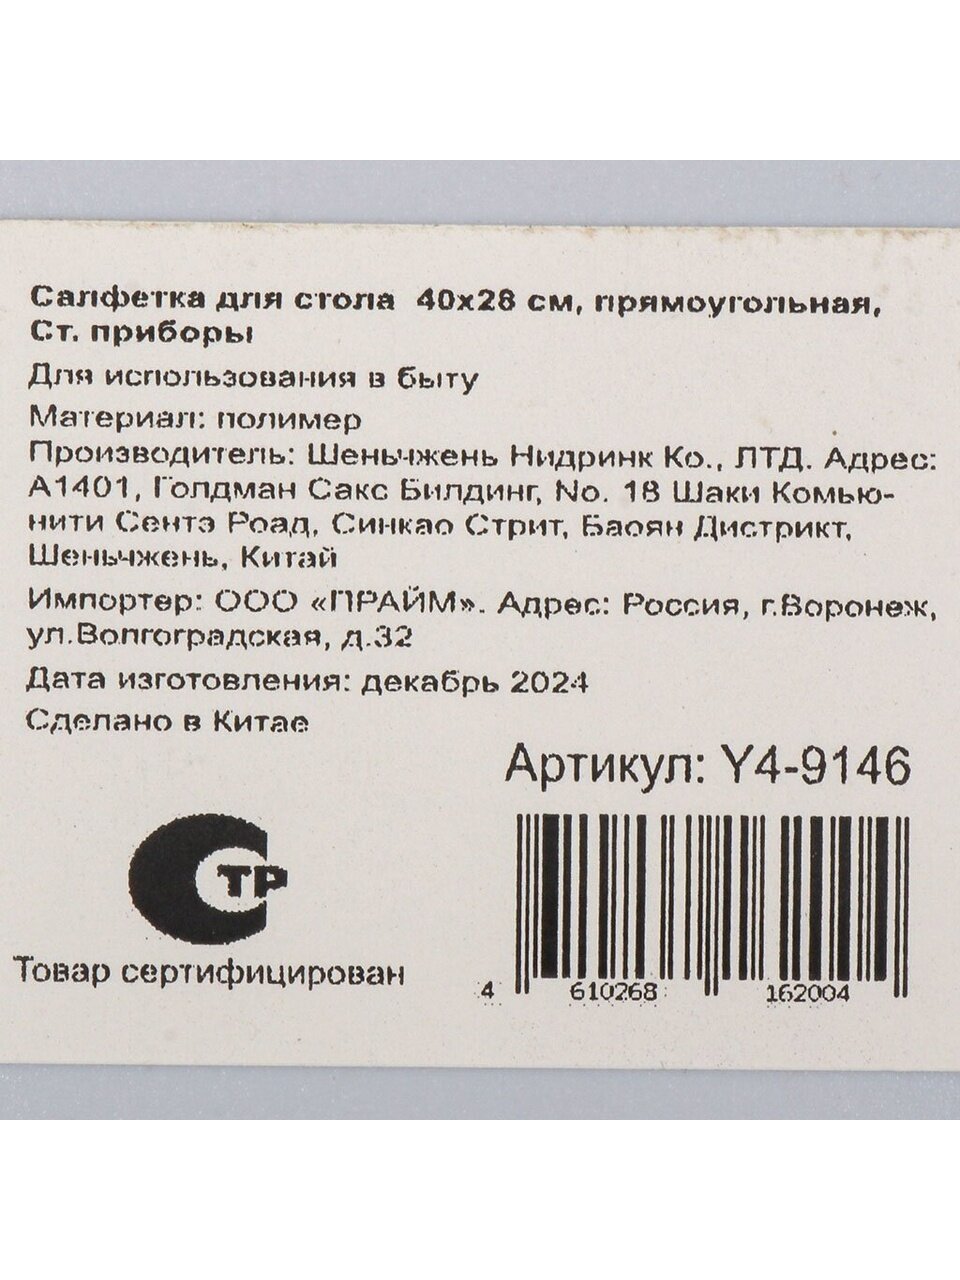 Салфетка для стола 40х28 см, прямоугольная,
Ст. приборы
Для использования в быту
Материал: полимер
Производитель: Шеньчжень Нидринк Ко., ЛТД. Адрес:
А1401, Голдман Сакс Билдинг, No. 18 Шаки Комью-
нити Сентэ Роад, Синкао Стрит, Баоян Дистрикт,
Шеньчжень, Китай
Импортер: ООО «ПРАЙМ». Адрес: Россия, г.Воронеж,
ул.Волгоградская, д.32
Дата изготовления: декабрь 2024
Сделано в Китае
Артикул: Y4-9146
ТР
Товар сертифицирован
4 610268 162004